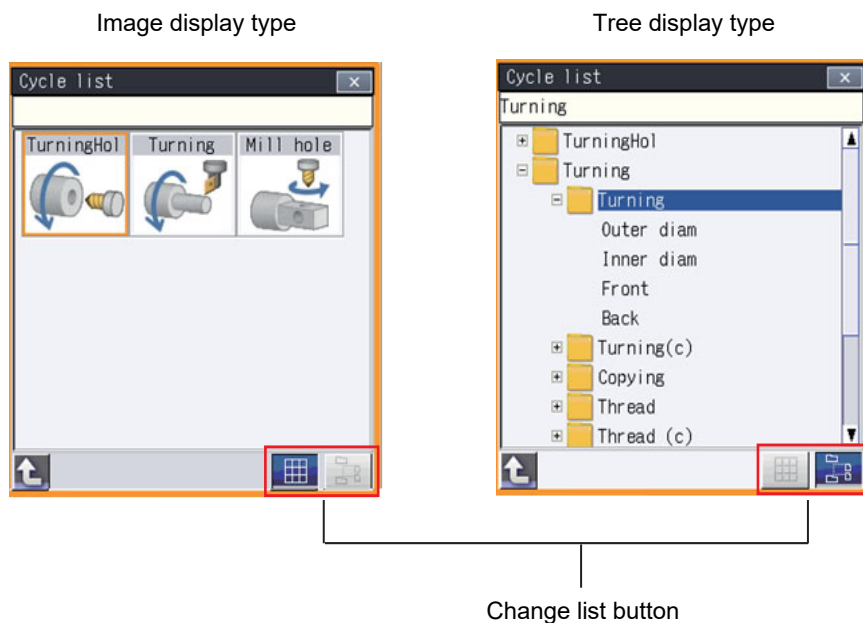 Image display type
Tree display type
Cycle list
TurningHol Turning Mill hole
Cycle list
Turning
TurningHol
Turning
Turning
Outer diam
Inner diam
Front
Back
Turning(c)
Copying
Thread
Thread (c)
Change list button